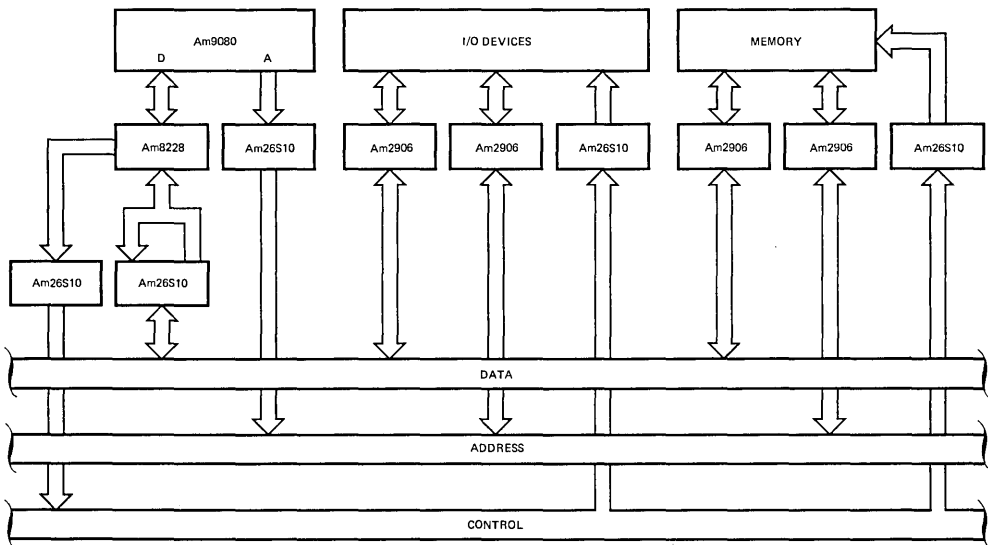 Am9080
D A
I/O DEVICES
MEMORY
Am8228
Am26S10
Am2906
Am2906
Am26S10
Am2906
Am2906
Am26S10
Am26S10
Am26S10
DATA
ADDRESS
CONTROL